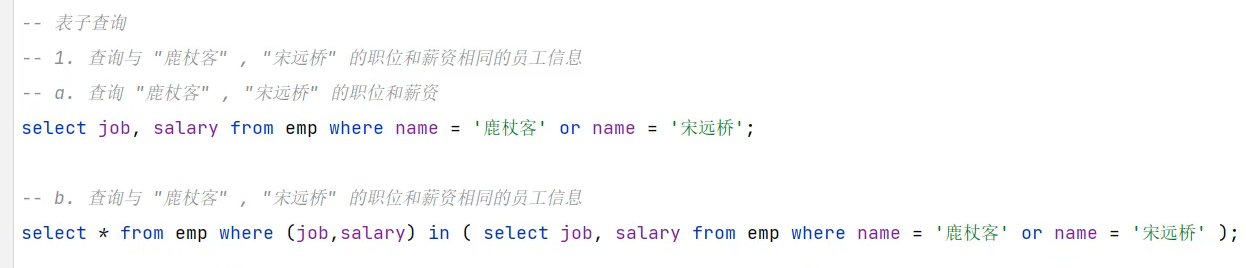 -- 表子查询
-- 1. 查询与 "鹿杖客" , "宋远桥" 的职位和薪资相同的员工信息
-- a. 查询 "鹿杖客" , "宋远桥" 的职位和薪资
select job, salary from emp where name = '鹿杖客' or name = '宋远桥';
-- b. 查询与 "鹿杖客" , "宋远桥" 的职位和薪资相同的员工信息
select * from emp where (job,salary) in ( select job, salary from emp where name = '鹿杖客' or name = '宋远桥' );